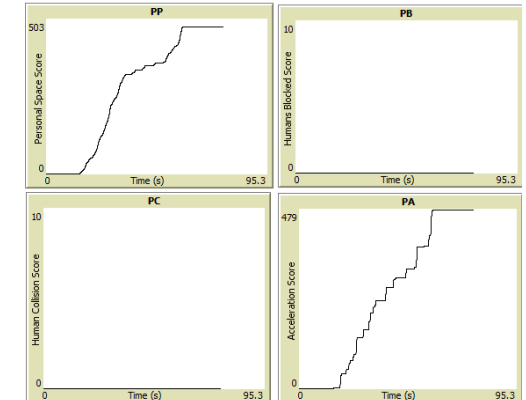 PP
503
Personal Space Score
0
0
Time (s)
95.3
PB
10
Humans Blocked Score
0
0
Time (s)
95.3
PC
10
Human Collision Score
0
0
Time (s)
95.3
PA
479
Acceleration Score
0
0
Time (s)
95.3